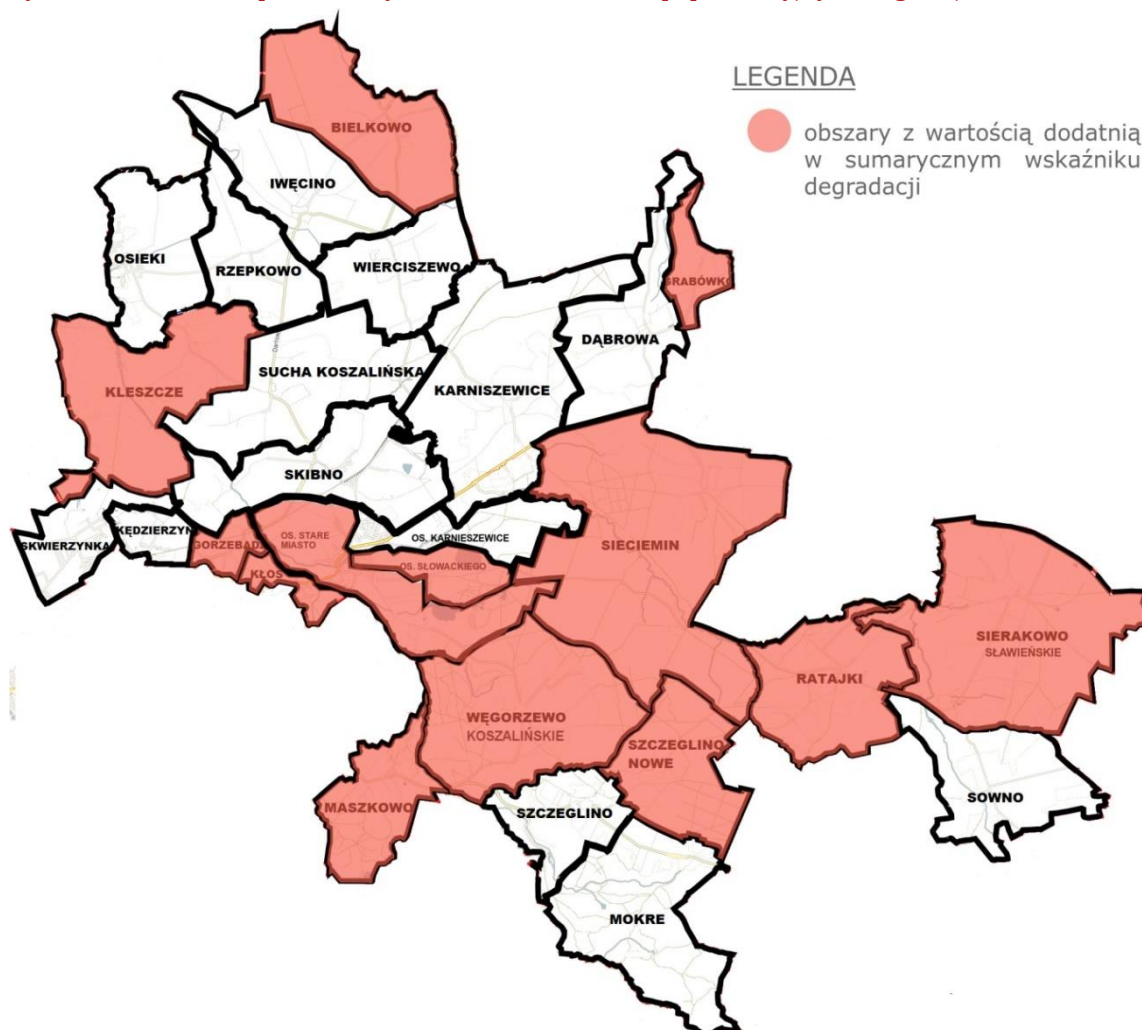 LEGENDA
obszary z wartością dodatnią
w sumarycznym wskaźniku
degradacji
BIELKOWO
IWĘCINO
OSIEKI
RZEPKOWO
WIERCISZEWO
GRABÓWKO
DĄBROWA
KLESZCZE
SUCHA KOSZALIŃSKA
KARNISZEWICE
SKIBNO
SKWIERZYNKA
KĘDZIERZYN
GORZEBĄDZ
OS. STARE
MIASTO
OS. KARNIESZEWICE
SIECIEMIN
KŁOS
OS. SŁOWACKIEGO
SIERAKOWO
SŁAWIEŃSKIE
RATAJKI
WĘGORZEWO
KOSZALIŃSKIE
SZCZEGLINO
NOWE
MASZKOWO
SZCZEGLINO
SOWNO
MOKRE